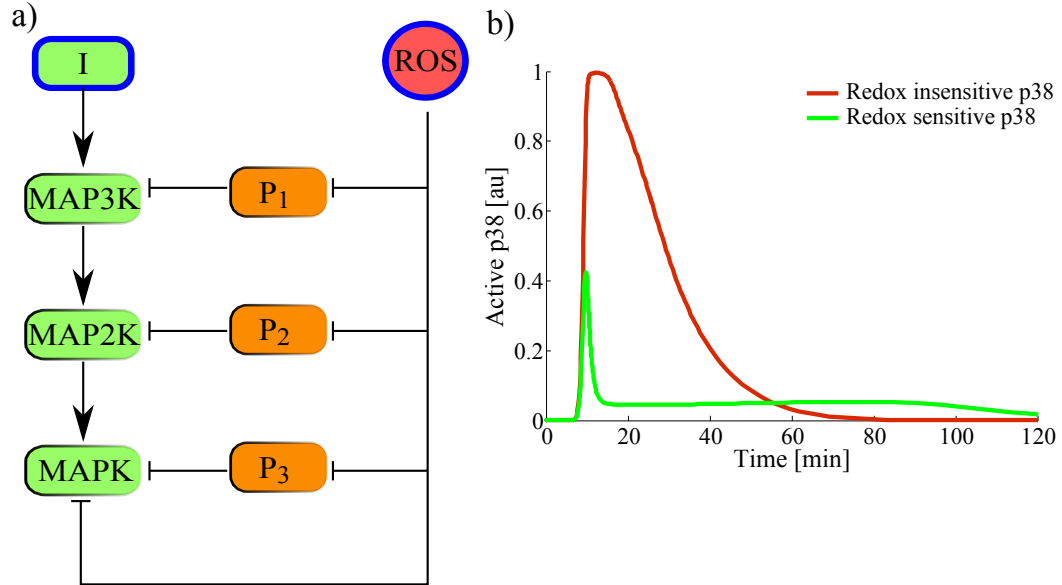 a)
I
ROS
MAP3K
P1
MAP2K
P2
MAPK
P3
b)
Active p38 [au]
1
0.8
0.6
0.4
0.2
0
0
20
40
60
80
100
120
Time [min]
Redox insensitive p38
Redox sensitive p38